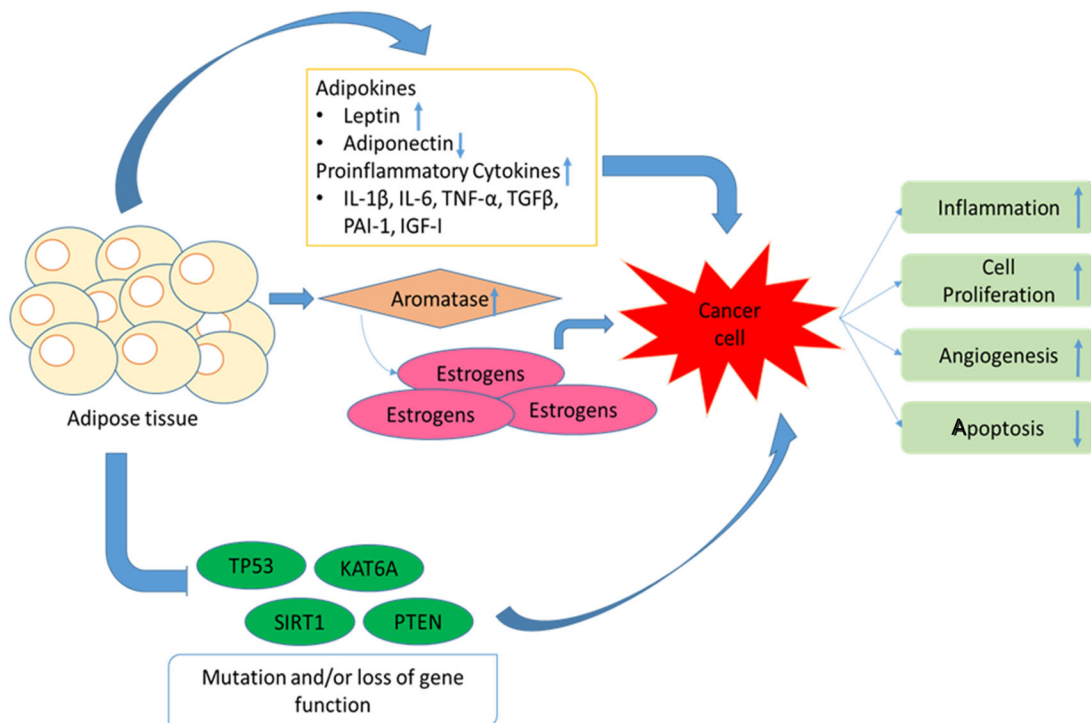 Adipokines
• Leptin
• Adiponectin
Proinflammatory Cytokines
• IL-1β, IL-6, TNF-α, TGFβ,
PAI-1, IGF-I
Adipose tissue
Aromatase
Estrogens
Estrogens
Estrogens
Cancer
cell
Inflammation
Cell
Proliferation
Angiogenesis
Apoptosis
TP53
KAT6A
SIRT1
PTEN
Mutation and/or loss of gene
function